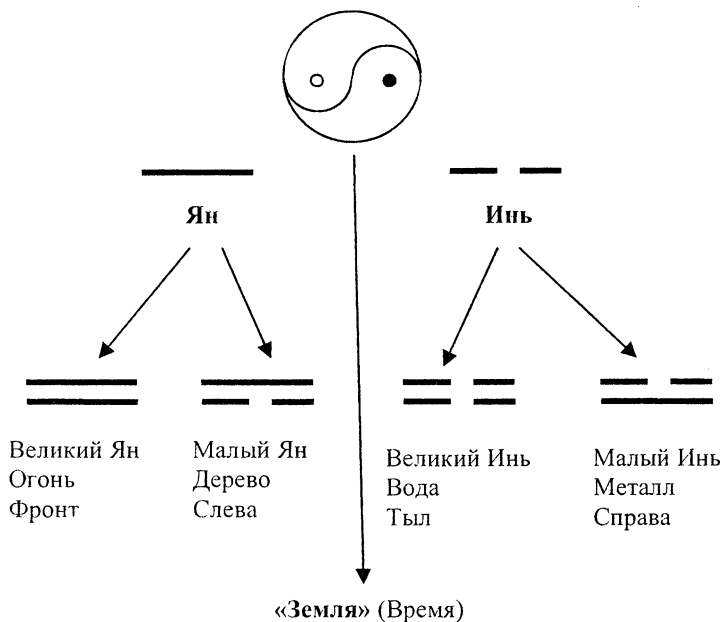 Ян
Инь
Великий Ян
Огонь
Фронт
Малый Ян
Дерево
Слева
Великий Инь
Вода
Тыл
Малый Инь
Металл
Справа
«Земля» (Время)